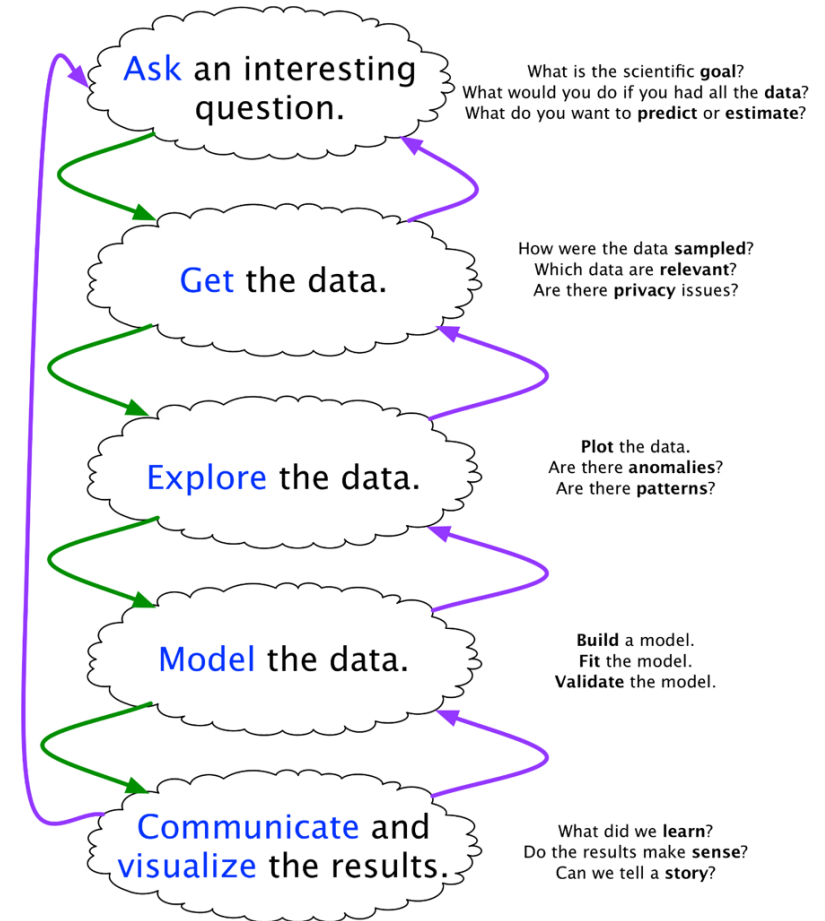 Ask an interesting
question.
What is the scientific goal?
What would you do if you had all the data?
What do you want to predict or estimate?
Get the data.
How were the data sampled?
Which data are relevant?
Are there privacy issues?
Explore the data.
Plot the data.
Are there anomalies?
Are there patterns?
Model the data.
Build a model.
Fit the model.
Validate the model.
Communicate and
visualize the results.
What did we learn?
Do the results make sense?
Can we tell a story?